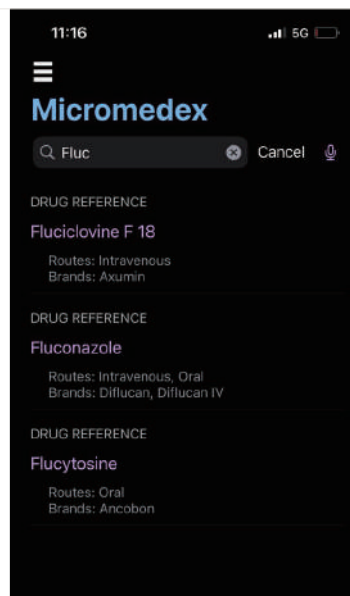 11:16
5G
Micromedex
Fluc
Cancel
DRUG REFERENCE
Fluciclovine F 18
Routes: Intravenous
Brands: Axumin
DRUG REFERENCE
Fluconazole
Routes: Intravenous, Oral
Brands: Diflucan, Diflucan IV
DRUG REFERENCE
Flucytosine
Routes: Oral
Brands: Ancobon